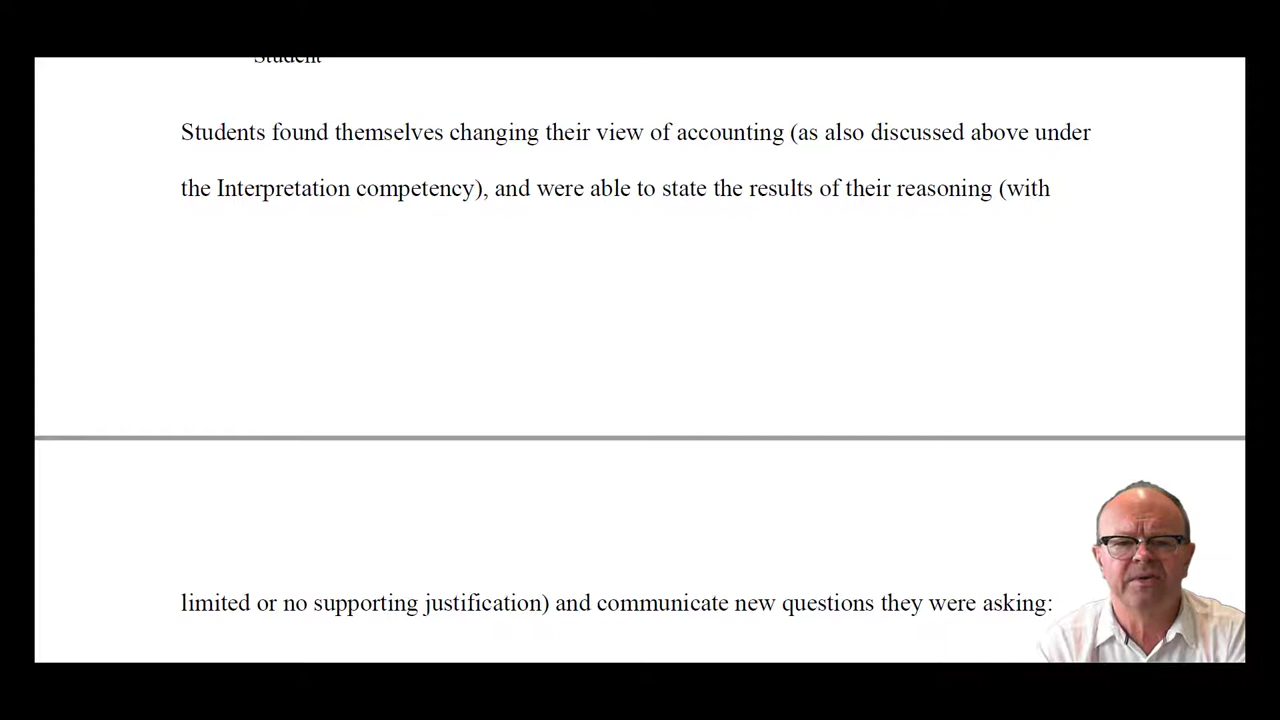 Student
Students found themselves changing their view of accounting (as also discussed above under
the Interpretation competency), and were able to state the results of their reasoning (with
limited or no supporting justification) and communicate new questions they were asking: